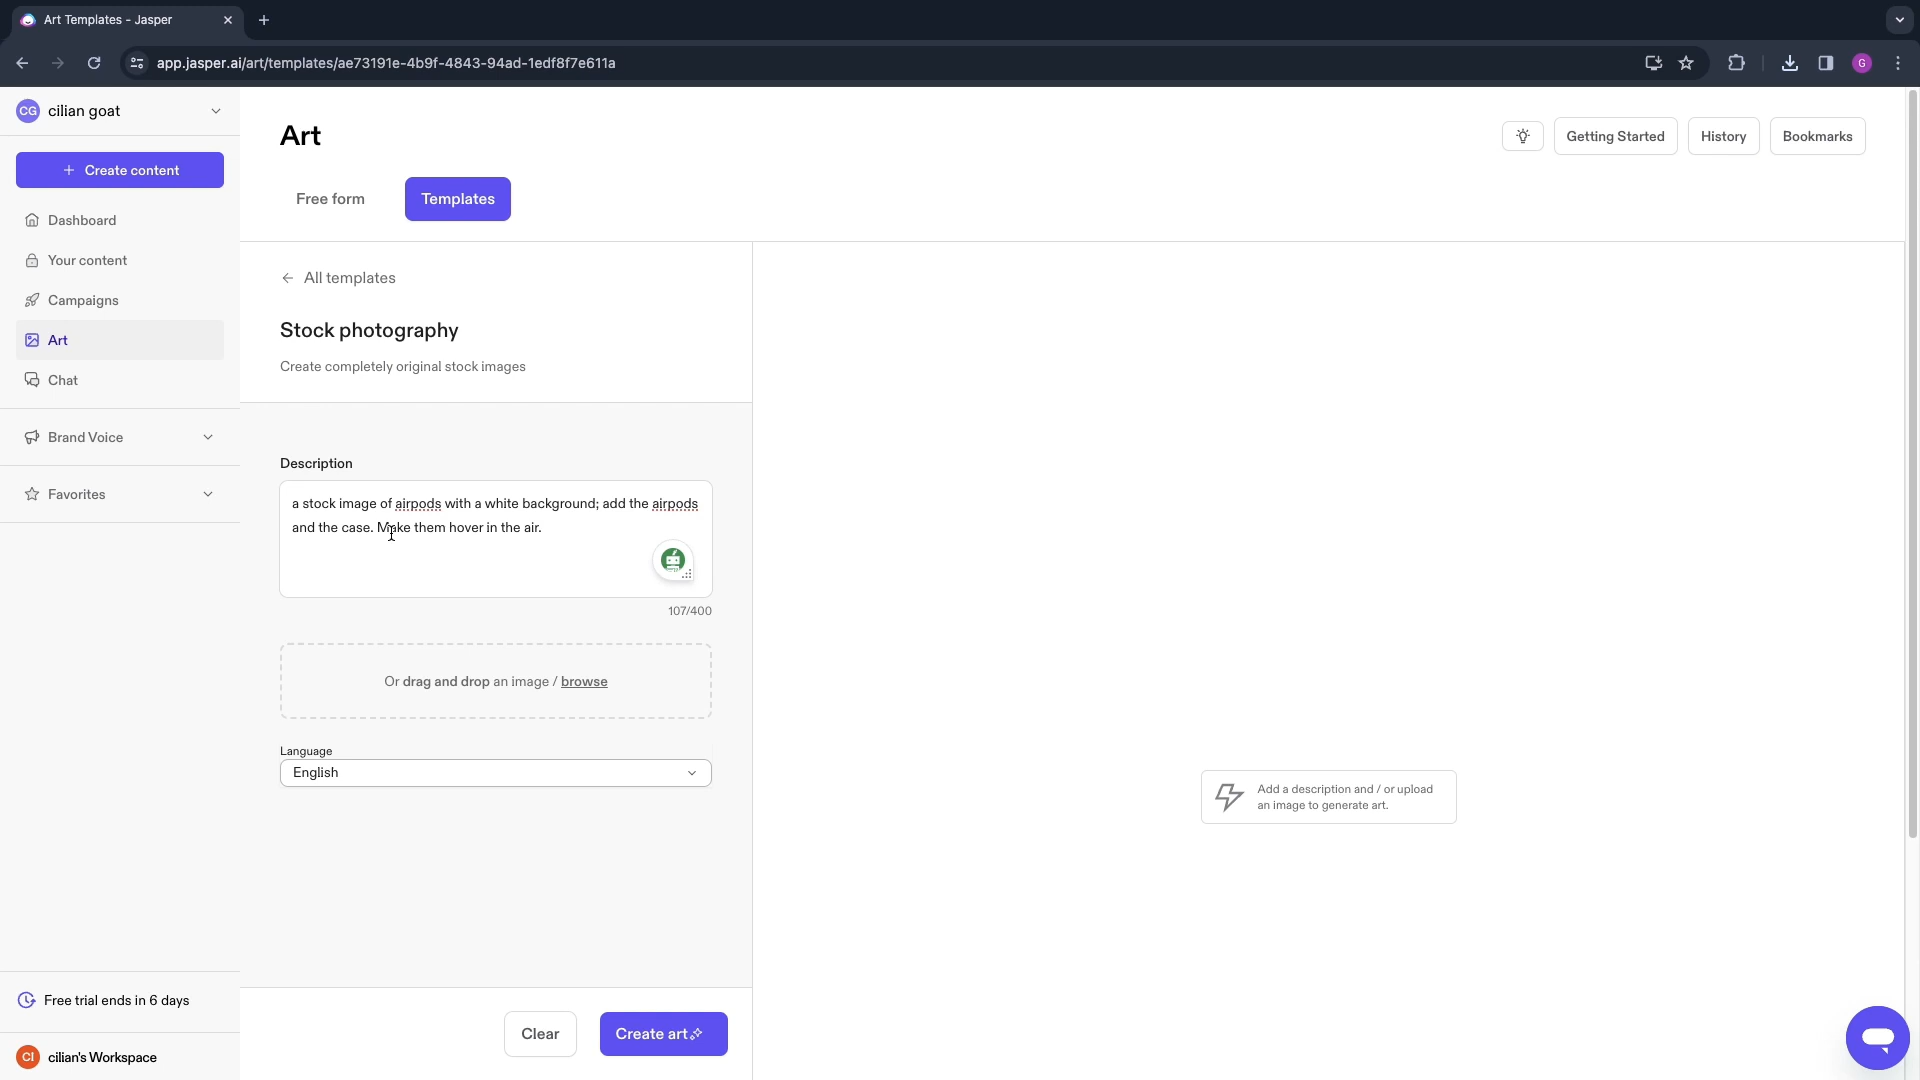 Art Templates - Jasper
app.jasper.ai/art/templates/ae73191e-4b9f-4843-94ad-1edf8f7e611a
G
CG cilian goat
+ Create content
Dashboard
Your content
Campaigns
Art
Chat
Brand Voice
Favorites
Free trial ends in 6 days
CI cilian's Workspace
Art
Getting Started
History
Bookmarks
Free form
Templates
← All templates
Stock photography
Create completely original stock images
Description
a stock image of airpods with a white background; add the airpods
and the case. Make them hover in the air.
107/400
Or drag and drop an image / browse
Language
English
Clear
Create art
Add a description and / or upload
an image to generate art.